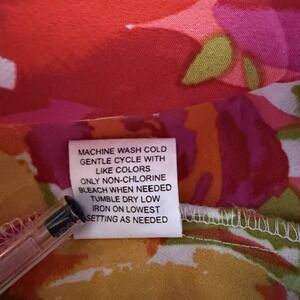 MACHINE WASH COLD
GENTLE CYCLE WITH
LIKE COLORS
ONLY NON-CHLORINE
BLEACH WHEN NEEDED
TUMBLE DRY LOW
IRON ON LOWEST
SETTING AS NEEDED